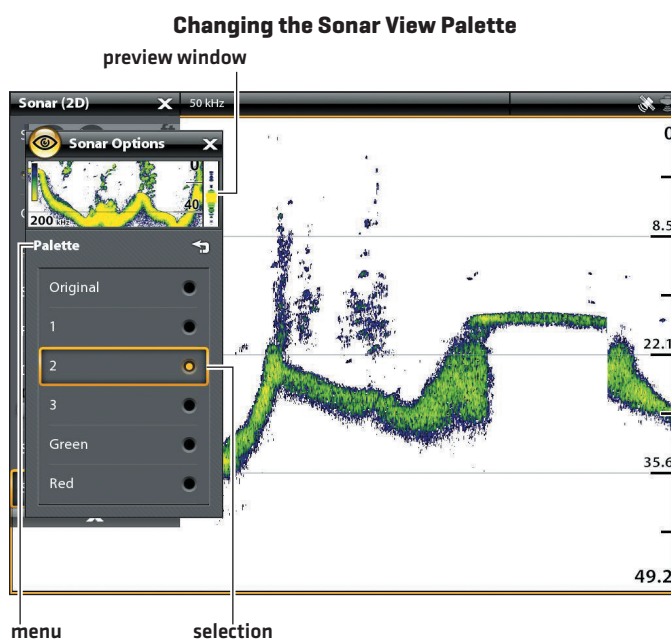 Changing the Sonar View Palette
preview window
Sonar (2D)
50 kHz
Sonar Options
0
40
200 kHz
Palette
Original
1
2
3
Green
Red
0
8.5
22.1
35.6
49.2
menu
selection